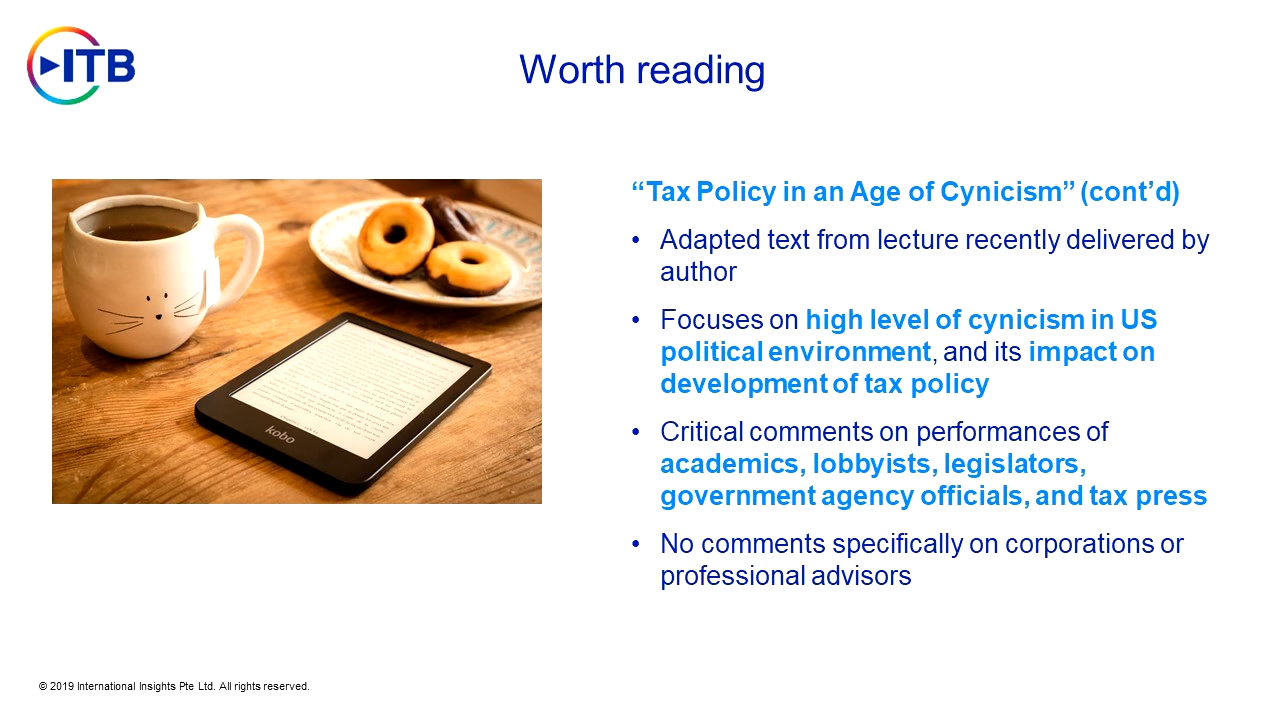 ITB
Worth reading
“Tax Policy in an Age of Cynicism” (cont’d)
• Adapted text from lecture recently delivered by
author
• Focuses on high level of cynicism in US
political environment, and its impact on
development of tax policy
• Critical comments on performances of
academics, lobbyists, legislators,
government agency officials, and tax press
• No comments specifically on corporations or
professional advisors
kobo
© 2019 International Insights Pte Ltd. All rights reserved.